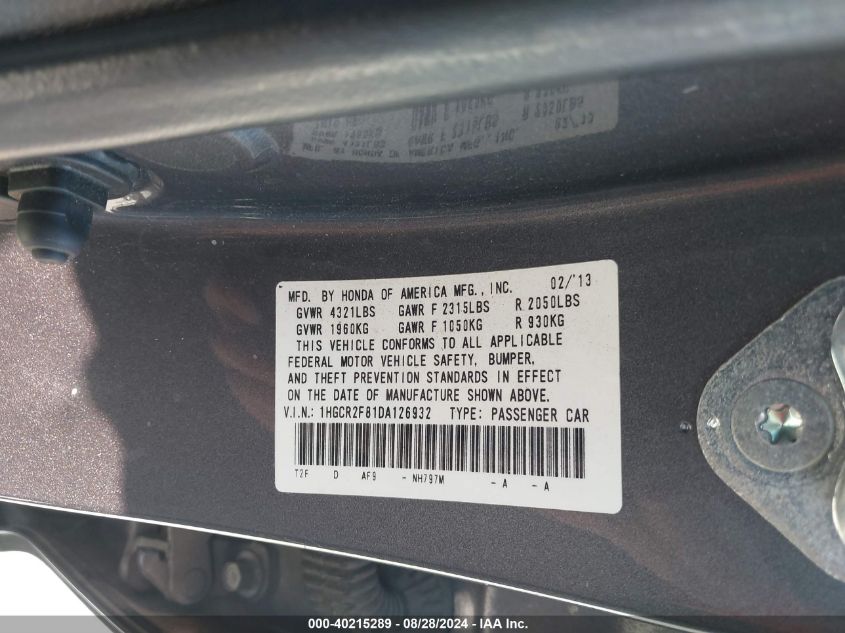 MFD. BY HONDA OF AMERICA MFG., INC. 02/'13
GVWR 4321LBS GAWR F 2315LBS R 2050LBS
GVWR 1960KG GAWR F 1050KG R 930KG
THIS VEHICLE CONFORMS TO ALL APPLICABLE
FEDERAL MOTOR VEHICLE SAFETY, BUMPER,
AND THEFT PREVENTION STANDARDS IN EFFECT
ON THE DATE OF MANUFACTURE SHOWN ABOVE.
V.I.N.: 1HGCR2F81DA126932 TYPE: PASSENGER CAR
T2F D AF9 - NH797M - A - A
000-40215289 - 08/28/2024 - IAA Inc.